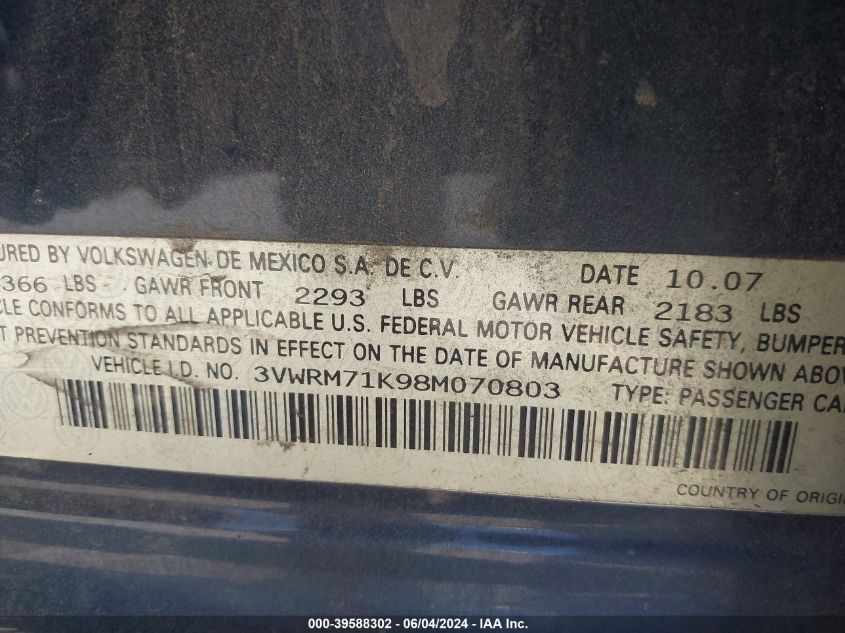 URED BY VOLKSWAGEN DE MEXICO S.A. DE C.V. DATE 10.07
366 LBS GAWR FRONT 2293 LBS GAWR REAR 2183 LBS
CLE CONFORMS TO ALL APPLICABLE U.S. FEDERAL MOTOR VEHICLE SAFETY, BUMPER
T PREVENTION STANDARDS IN EFFECT ON THE DATE OF MANUFACTURE SHOWN ABOV
VEHICLE I.D. NO. 3VWRM71K98M070803 TYPE: PASSENGER CA
COUNTRY OF ORIGI
000-39588302 - 06/04/2024 - IAA Inc.